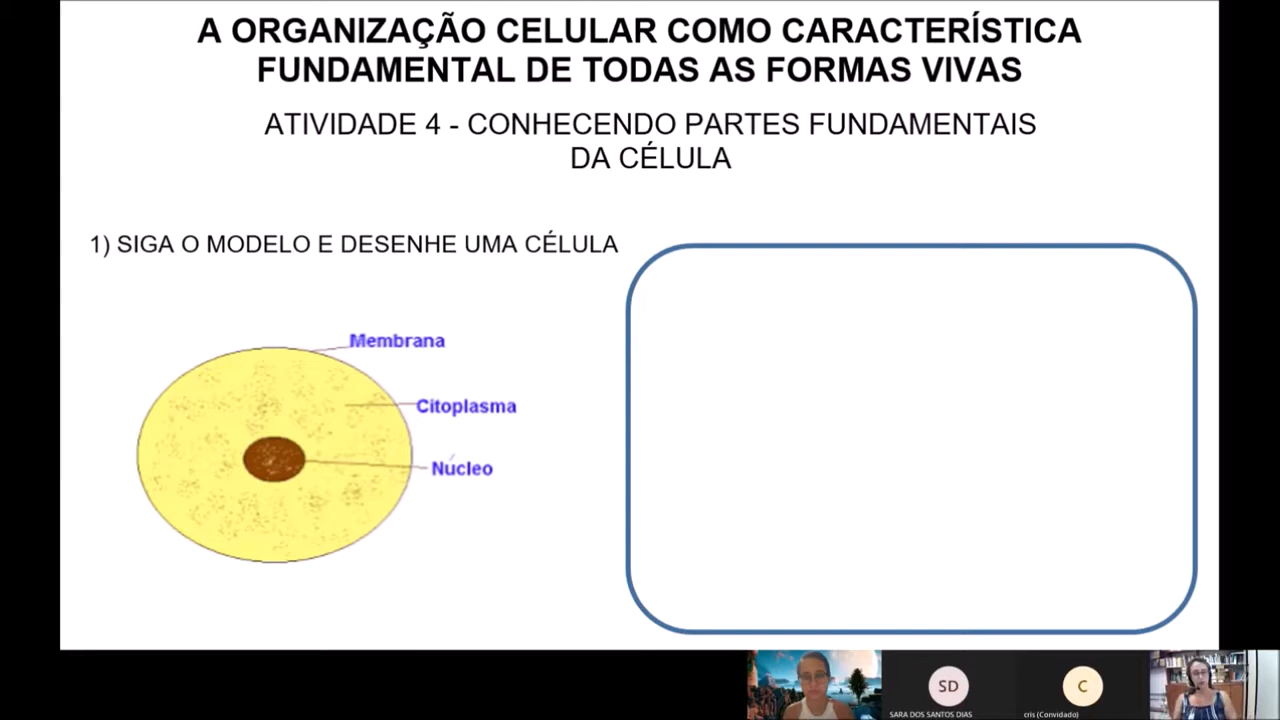 A ORGANIZAÇÃO CELULAR COMO CARACTERÍSTICA
FUNDAMENTAL DE TODAS AS FORMAS VIVAS
ATIVIDADE 4 - CONHECENDO PARTES FUNDAMENTAIS
DA CÉLULA
1) SIGA O MODELO E DESENHE UMA CÉLULA
Membrana
Citoplasma
Núcleo
SD
C
SARA DOS SANTOS DIAS
cris (Convidado)